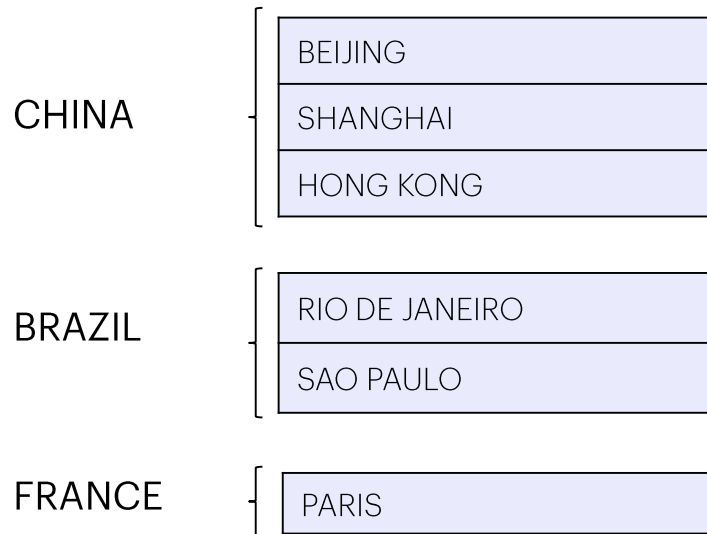 CHINA
BEIJING
SHANGHAI
HONG KONG
BRAZIL
RIO DE JANEIRO
SAO PAULO
FRANCE
PARIS